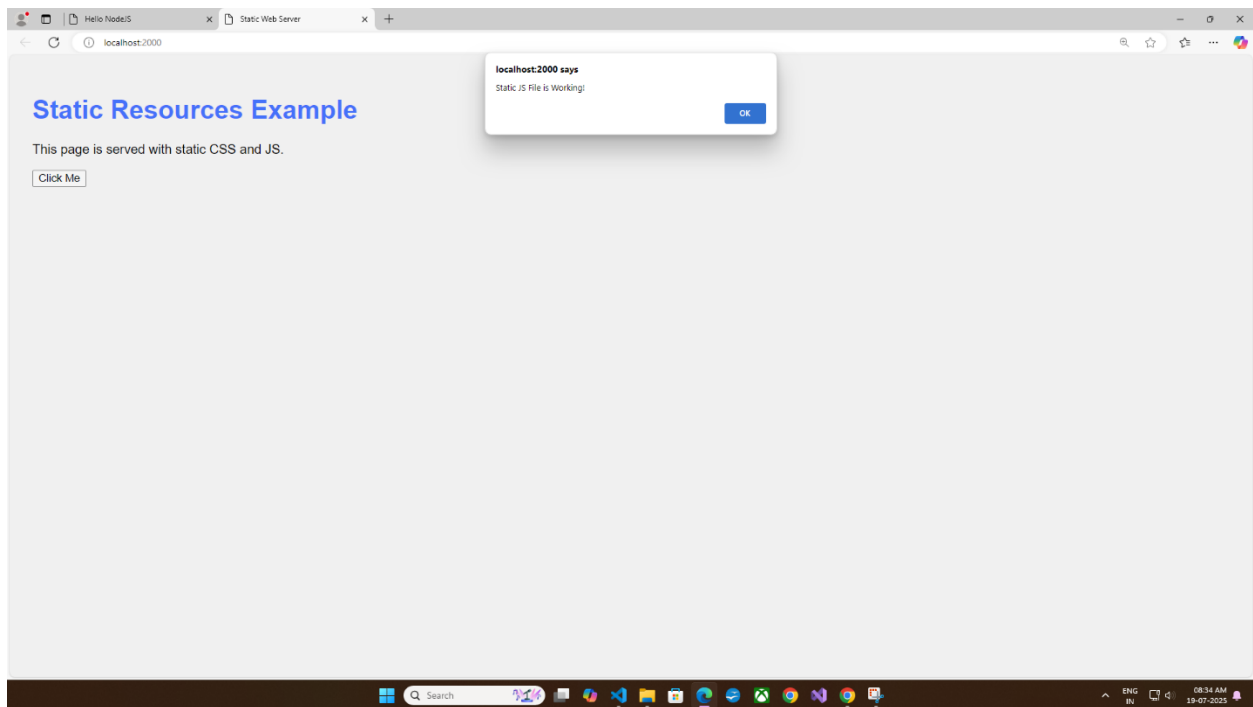 Hello NodeJS
Static Web Server
localhost:2000
localhost:2000 says
Static JS File is Working!
OK
Static Resources Example
This page is served with static CSS and JS.
Click Me
Search
ENG
IN
08:34 AM
19-07-2025